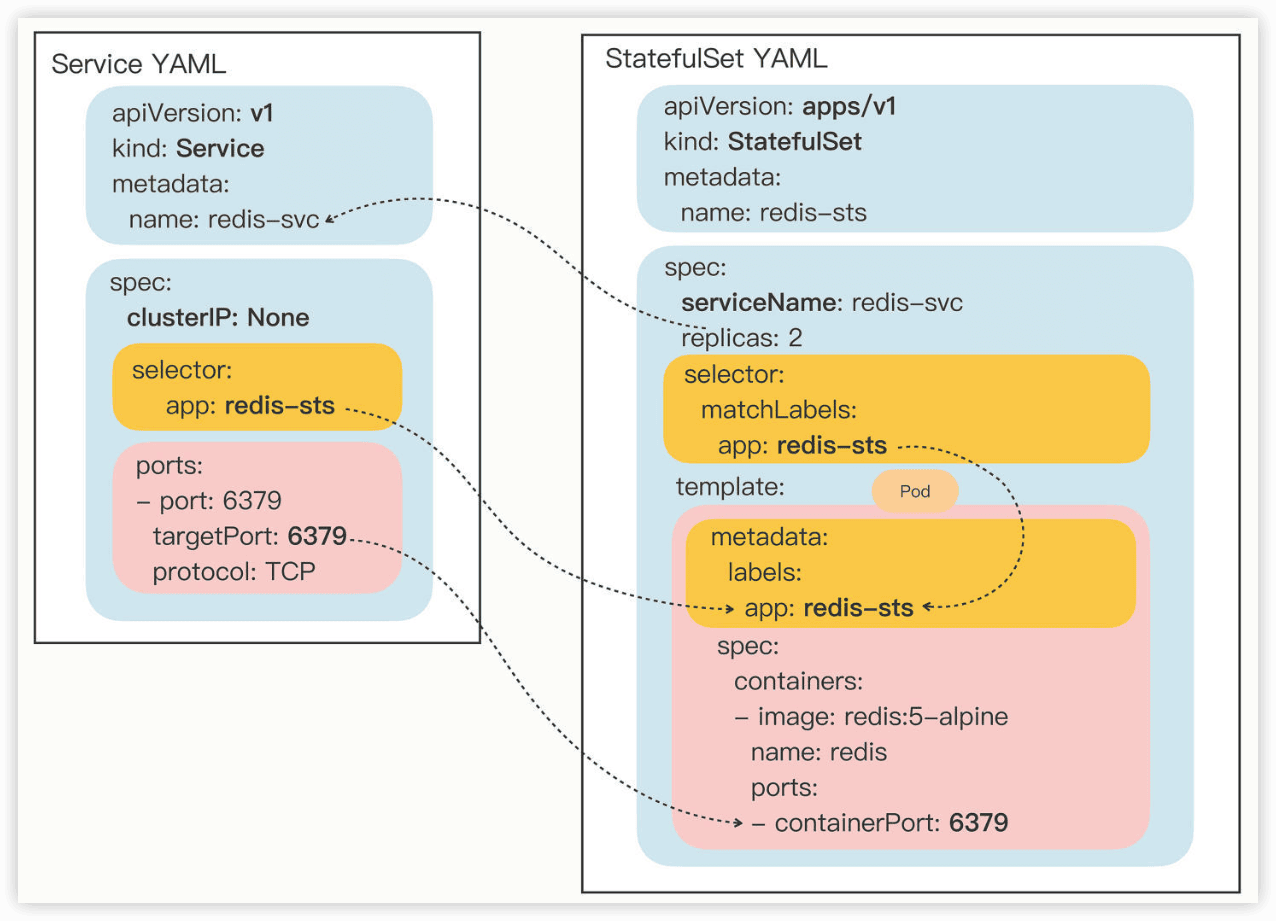 Service YAML
apiVersion: v1
kind: Service
metadata:
name: redis-svc
spec:
clusterIP: None
selector:
app: redis-sts
ports:
- port: 6379
targetPort: 6379
protocol: TCP
StatefulSet YAML
apiVersion: apps/v1
kind: StatefulSet
metadata:
name: redis-sts
spec:
serviceName: redis-svc
replicas: 2
selector:
matchLabels:
app: redis-sts
template:
Pod
metadata:
labels:
app: redis-sts
spec:
containers:
- image: redis:5-alpine
name: redis
ports:
- containerPort: 6379